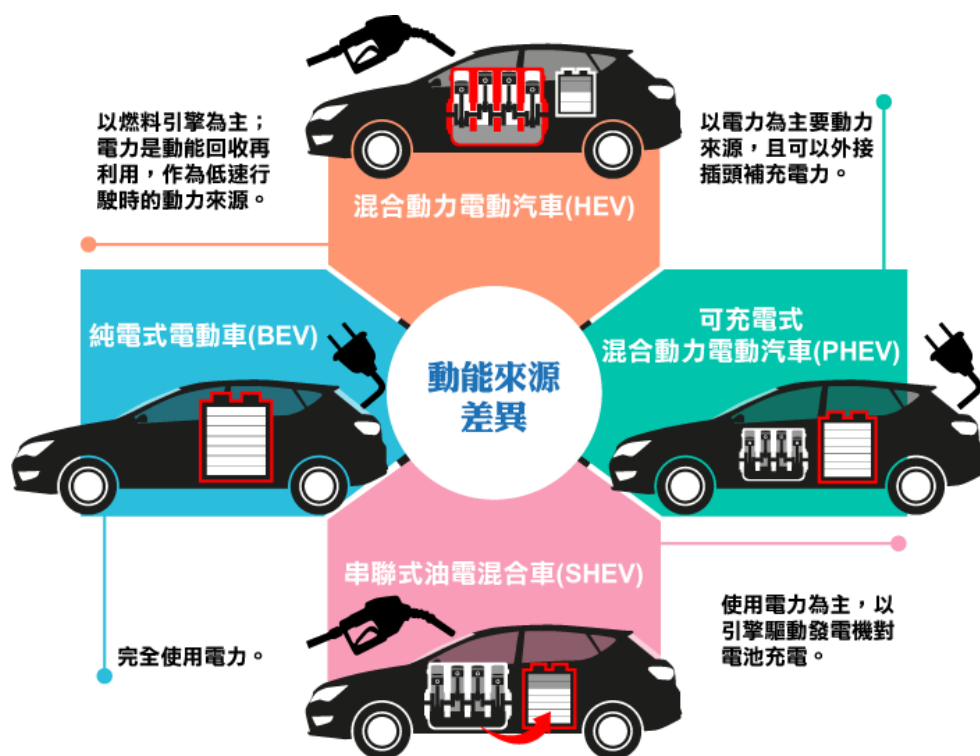 以燃料引擎為主；
電力是動能回收再
利用，作為低速行
駛時的動力來源。
以電力為主要動力
來源，且可以外接
插頭補充電力。
混合動力電動汽車(HEV)
純電式電動車(BEV)
可充電式
混合動力電動汽車(PHEV)
動能來源
差異
串聯式油電混合車(SHEV)
完全使用電力。
使用電力為主，以
引擎驅動發電機對
電池充電。